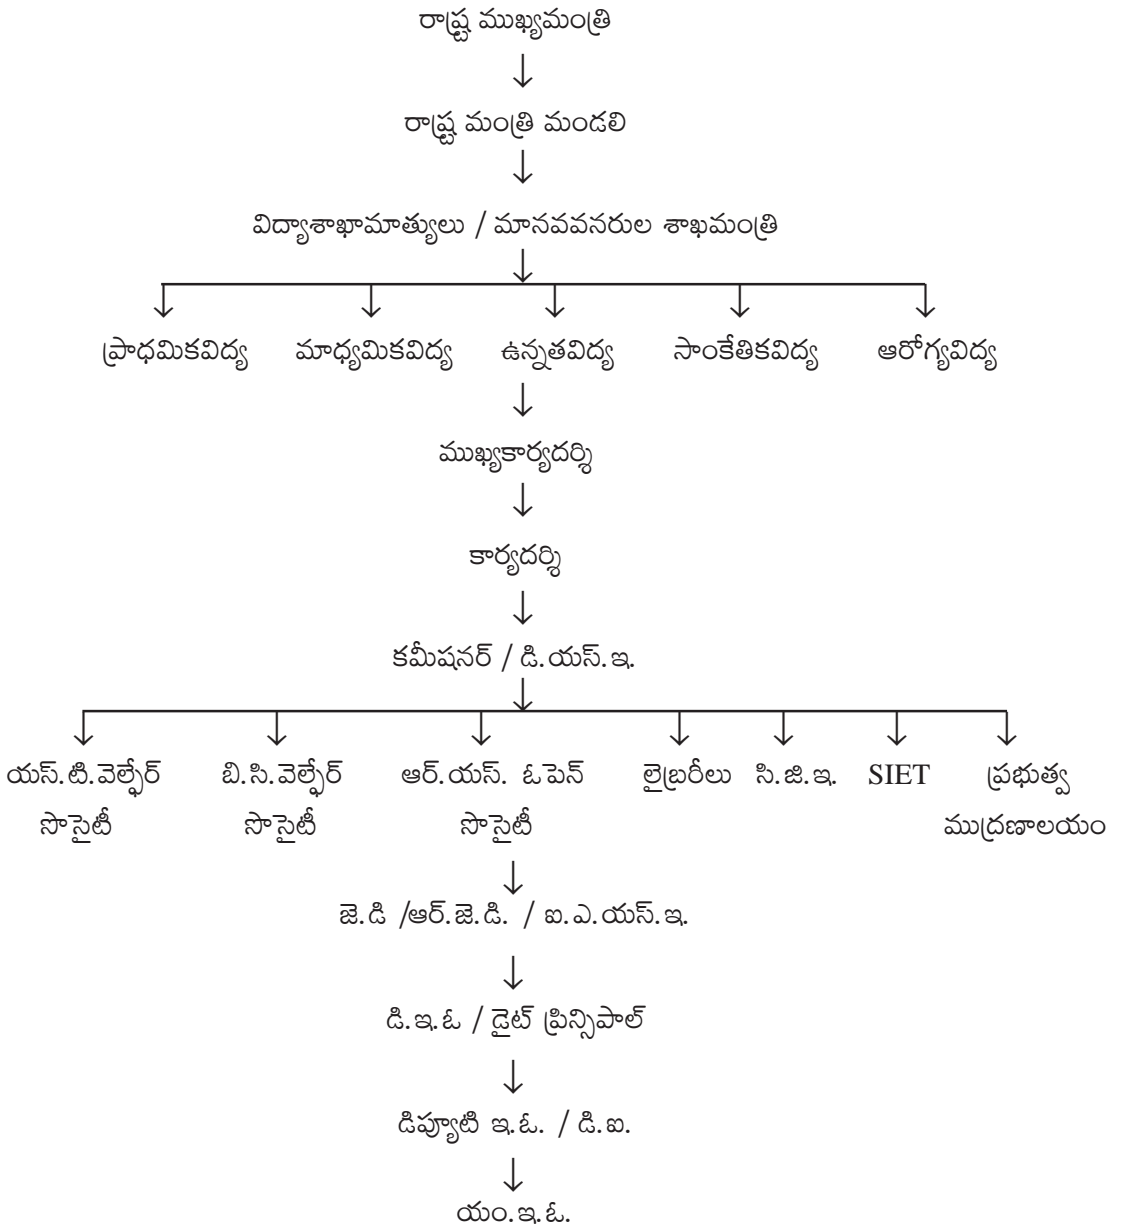 రాష్ట్ర ముఖ్యమంత్రి
రాష్ట్ర మంత్రి మండలి
విద్యాశాఖామాత్యులు / మానవవనరుల శాఖమంత్రి
ప్రాధమికవిద్య మాధ్యమికవిద్య ఉన్నతవిద్య సాంకేతికవిద్య ఆరోగ్యవిద్య
ముఖ్యకార్యదర్శి
కార్యదర్శి
కమీషనర్ / డి.యస్.ఇ.
యస్.టి.వెల్ఫేర్ బి.సి.వెల్ఫేర్ ఆర్.యస్. ఓపెన్ లైబ్రరీలు సి.జి.ఇ. SIET ప్రభుత్వ
సొసైటీ సొసైటీ సొసైటీ ముద్రణాలయం
జె.డి /ఆర్.జె.డి. / ఐ.ఎ.యస్.ఇ.
డి.ఇ.ఓ / డైట్ ప్రిన్సిపాల్
డిప్యూటి ఇ.ఓ. / డి.ఐ.
యం.ఇ.ఓ.